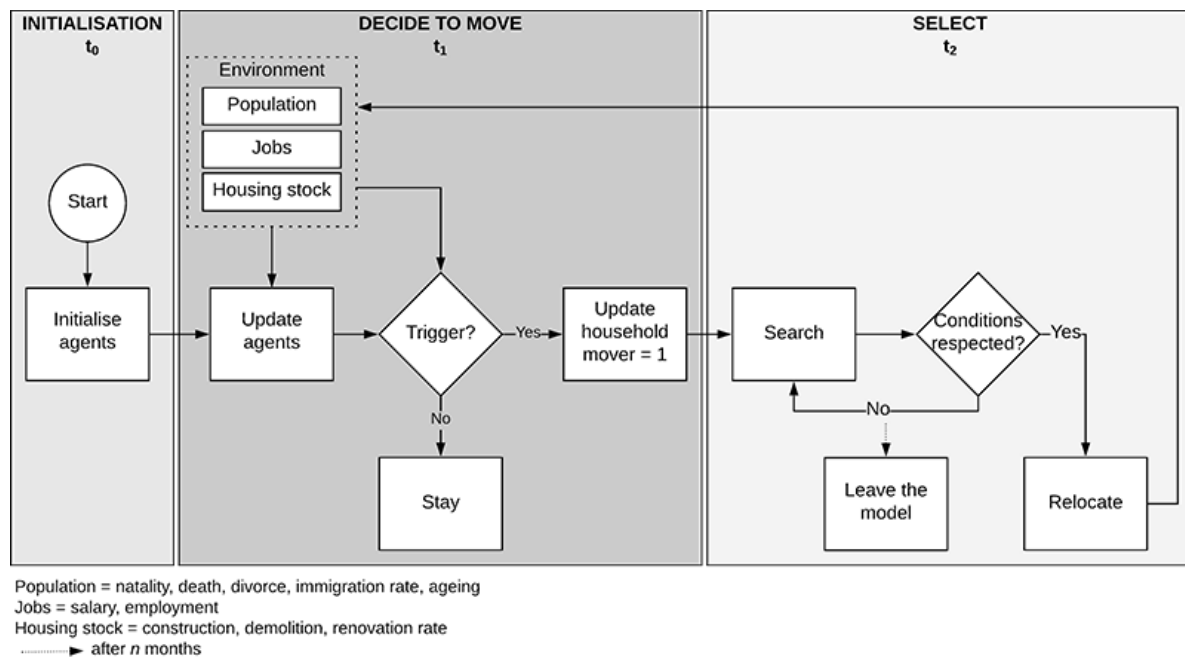 INITIALISATION
t0
DECIDE TO MOVE
t1
SELECT
t2
Environment
Population
Jobs
Housing stock
Start
Initialise
agents
Update
agents
Trigger?
Yes
Update
household
mover = 1
Search
Conditions
respected?
Yes
No
No
Stay
Leave the
model
Relocate
Population = natality, death, divorce, immigration rate, ageing
Jobs = salary, employment
Housing stock = construction, demolition, renovation rate
after n months